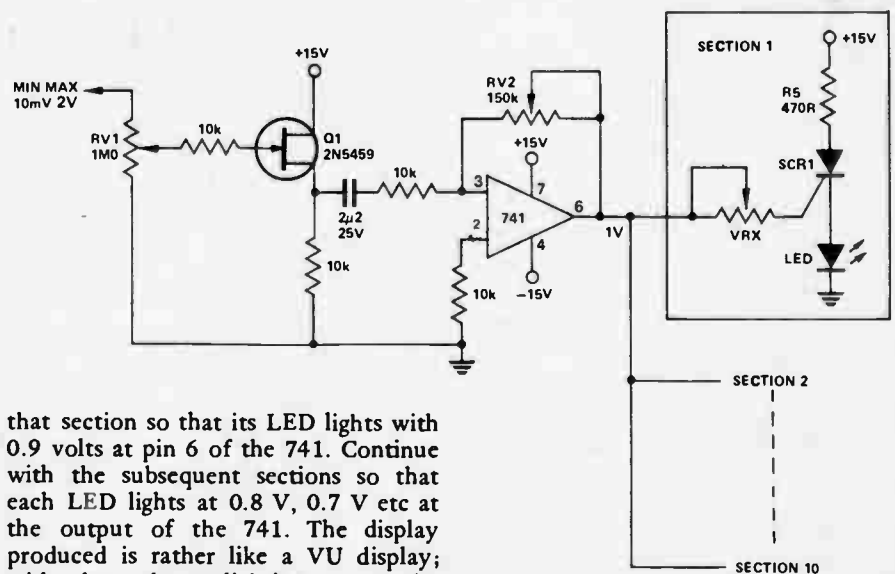 +15V
MIN MAX
10mV 2V
RV1
1M0
10k
Q1
2N5459
2µ2
25V
10k
10k
RV2
150k
+15V
3
7
741
6
2
4
-15V
10k
1V
SECTION 1
+15V
R5
470R
SCR1
VRX
LED
SECTION 2
SECTION 10
that section so that its LED lights with
0.9 volts at pin 6 of the 741. Continue
with the subsequent sections so that
each LED lights at 0.8 V, 0.7 V etc at
the output of the 741. The display
produced is rather like a VU display;